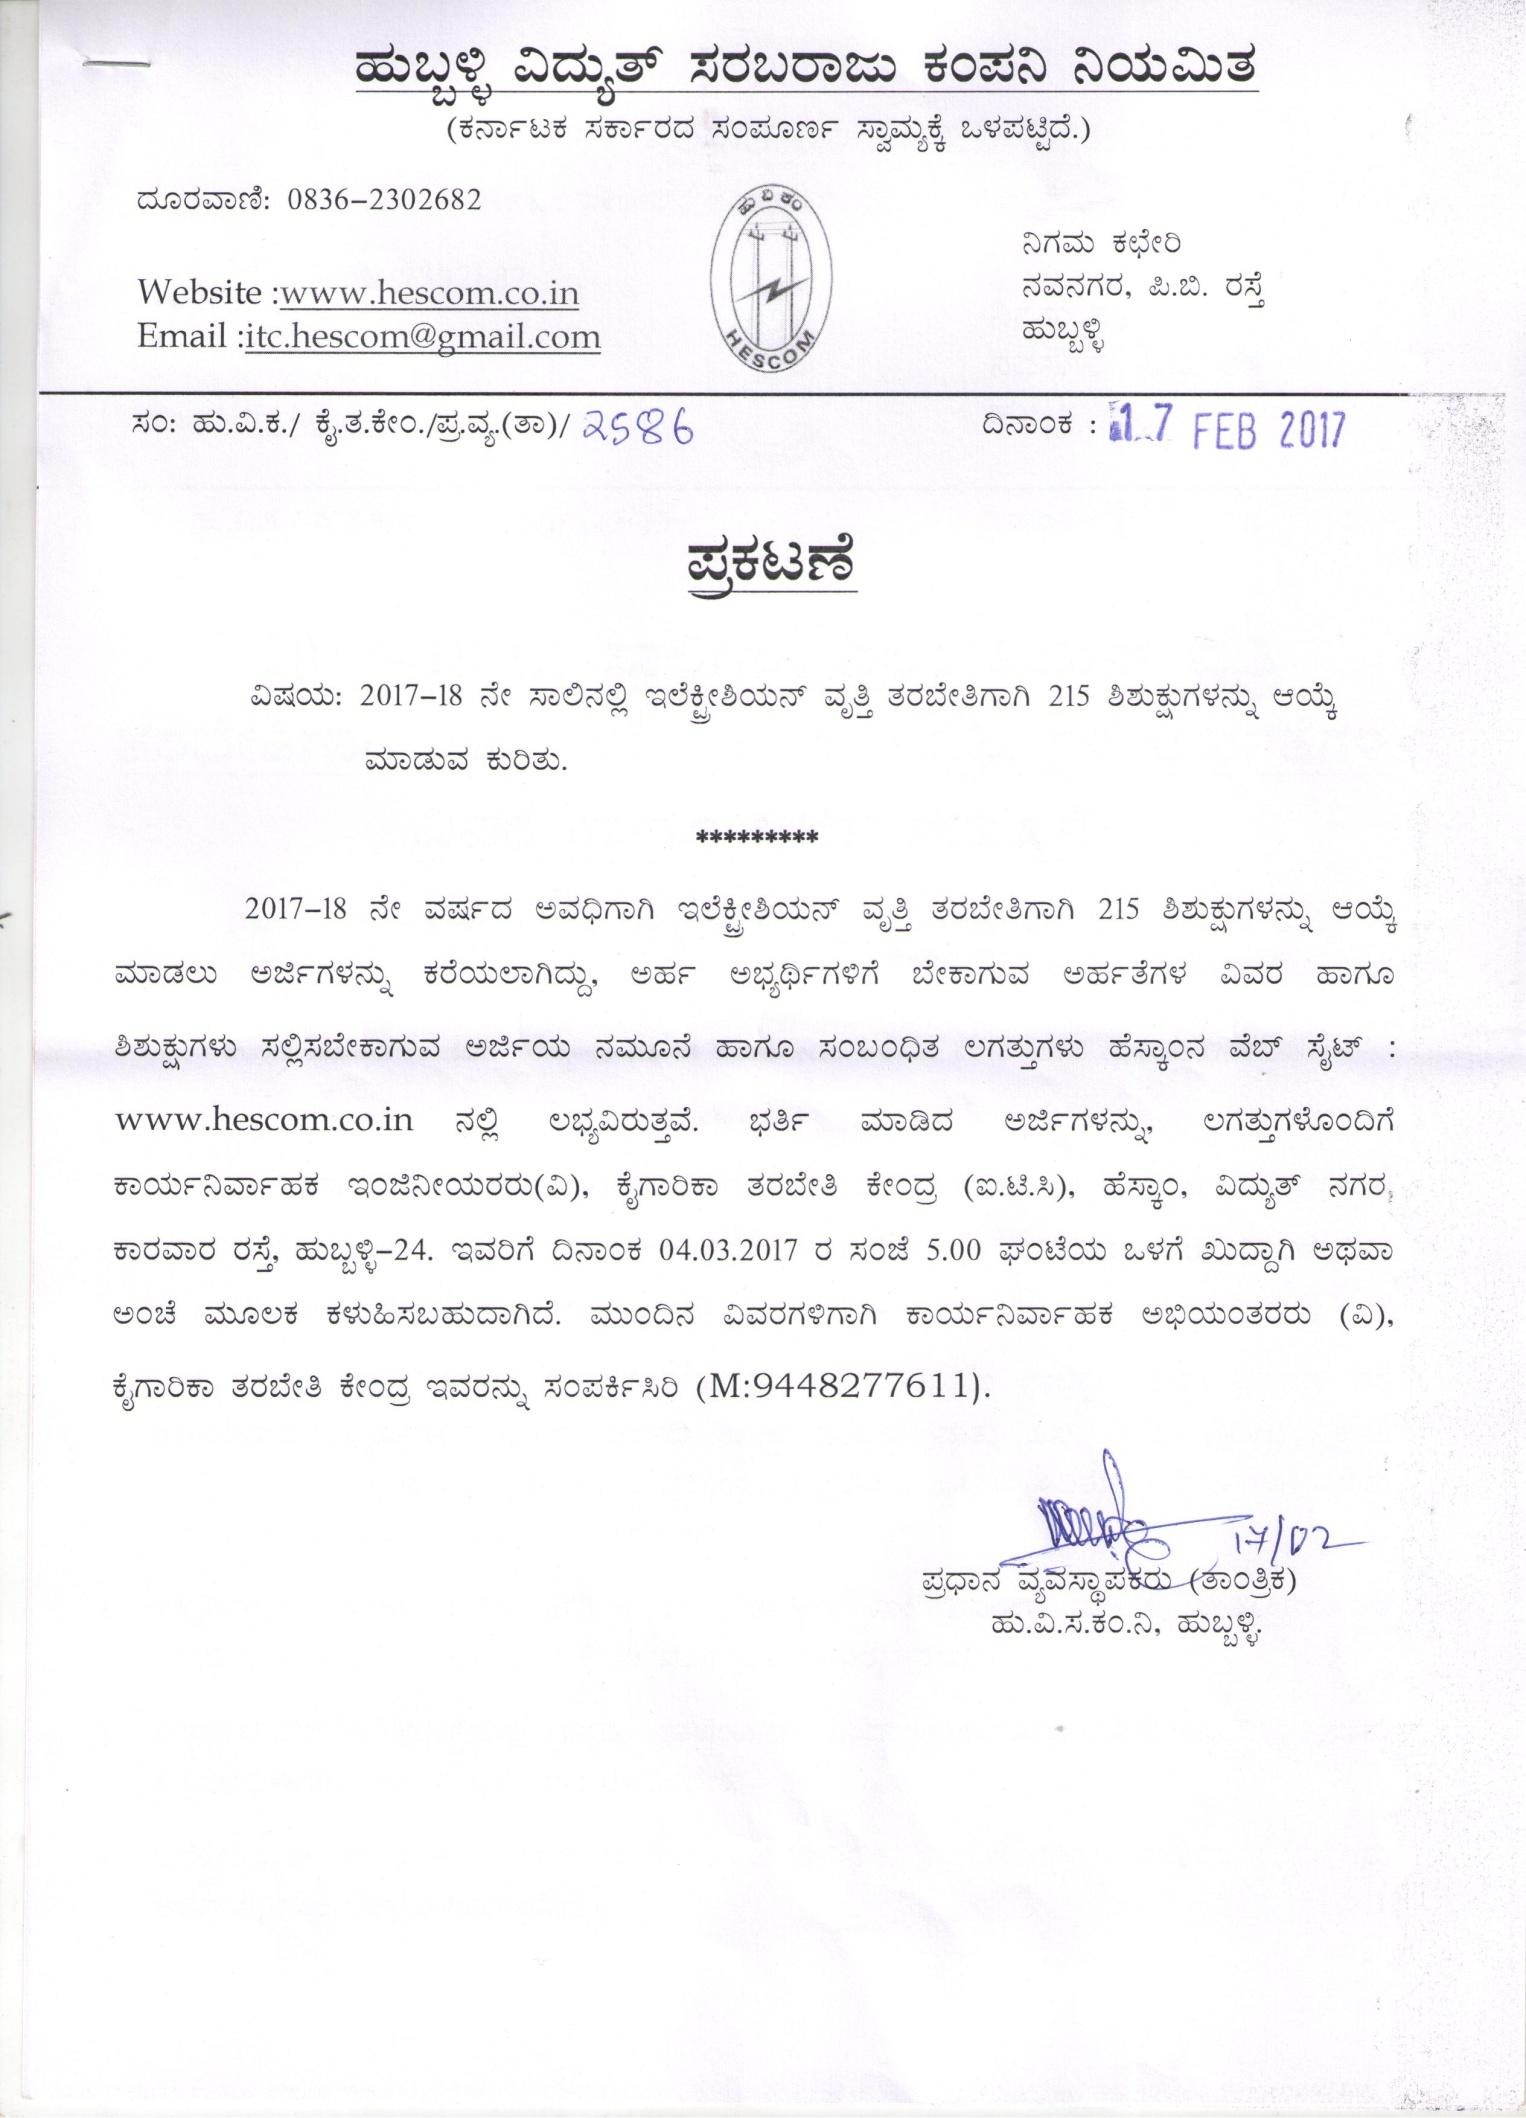 ಹುಬ್ಬಳ್ಳಿ ವಿದ್ಯುತ್ ಸರಬರಾಜು ಕಂಪನಿ ನಿಯಮಿತ
(ಕರ್ನಾಟಕ ಸರ್ಕಾರದ ಸಂಪೂರ್ಣ ಸ್ವಾಮ್ಯಕ್ಕೆ ಒಳಪಟ್ಟಿದೆ.)
ದೂರವಾಣಿ: 0836-2302682
Website :www.hescom.co.in
Email :itc.hescom@gmail.com
ಹು ವಿ ಕಂ
HESCOM
ನಿಗಮ ಕಛೇರಿ
ನವನಗರ, ಪಿ.ಬಿ. ರಸ್ತೆ
ಹುಬ್ಬಳ್ಳಿ
ಸಂ: ಹು.ವಿ.ಕ./ ಕೈ.ತ.ಕೇಂ./ಪ್ರ.ವ್ಯ.(ತಾ)/ 2586
ದಿನಾಂಕ : 17 FEB 2017
ಪ್ರಕಟಣೆ
ವಿಷಯ: 2017-18 ನೇ ಸಾಲಿನಲ್ಲಿ ಇಲೆಕ್ಟ್ರೀಶಿಯನ್ ವೃತ್ತಿ ತರಬೇತಿಗಾಗಿ 215 ಶಿಶುಕ್ಷುಗಳನ್ನು ಆಯ್ಕೆ
ಮಾಡುವ ಕುರಿತು.
*********
2017-18 ನೇ ವರ್ಷದ ಅವಧಿಗಾಗಿ ಇಲೆಕ್ಟ್ರೀಶಿಯನ್ ವೃತ್ತಿ ತರಬೇತಿಗಾಗಿ 215 ಶಿಶುಕ್ಷುಗಳನ್ನು ಆಯ್ಕೆ
ಮಾಡಲು ಅರ್ಜಿಗಳನ್ನು ಕರೆಯಲಾಗಿದ್ದು, ಅರ್ಹ ಅಭ್ಯರ್ಥಿಗಳಿಗೆ ಬೇಕಾಗುವ ಅರ್ಹತೆಗಳ ವಿವರ ಹಾಗೂ
ಶಿಶುಕ್ಷುಗಳು ಸಲ್ಲಿಸಬೇಕಾಗುವ ಅರ್ಜಿಯ ನಮೂನೆ ಹಾಗೂ ಸಂಬಂಧಿತ ಲಗತ್ತುಗಳು ಹೆಸ್ಕಾಂನ ವೆಬ್ ಸೈಟ್ :
www.hescom.co.in ನಲ್ಲಿ ಲಭ್ಯವಿರುತ್ತವೆ. ಭರ್ತಿ ಮಾಡಿದ ಅರ್ಜಿಗಳನ್ನು, ಲಗತ್ತುಗಳೊಂದಿಗೆ
ಕಾರ್ಯನಿರ್ವಾಹಕ ಇಂಜಿನೀಯರರು(ವಿ), ಕೈಗಾರಿಕಾ ತರಬೇತಿ ಕೇಂದ್ರ (ಐ.ಟಿ.ಸಿ), ಹೆಸ್ಕಾಂ, ವಿದ್ಯುತ್ ನಗರ,
ಕಾರವಾರ ರಸ್ತೆ, ಹುಬ್ಬಳ್ಳಿ-24. ಇವರಿಗೆ ದಿನಾಂಕ 04.03.2017 ರ ಸಂಜೆ 5.00 ಘಂಟೆಯ ಒಳಗೆ ಖುದ್ದಾಗಿ ಅಥವಾ
ಅಂಚೆ ಮೂಲಕ ಕಳುಹಿಸಬಹುದಾಗಿದೆ. ಮುಂದಿನ ವಿವರಗಳಿಗಾಗಿ ಕಾರ್ಯನಿರ್ವಾಹಕ ಅಭಿಯಂತರರು (ವಿ),
ಕೈಗಾರಿಕಾ ತರಬೇತಿ ಕೇಂದ್ರ ಇವರನ್ನು ಸಂಪರ್ಕಿಸಿರಿ (M:9448277611).
17/02
ಪ್ರಧಾನ ವ್ಯವಸ್ಥಾಪಕರು (ತಾಂತ್ರಿಕ)
ಹು.ವಿ.ಸ.ಕಂ.ನಿ, ಹುಬ್ಬಳ್ಳಿ.